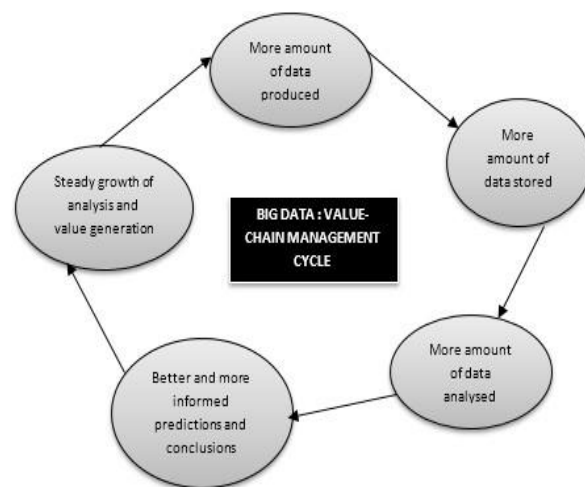 More amount
of data
produced
More
amount of
data stored
Steady growth of
analysis and
value generation
BIG DATA : VALUE-
CHAIN MANAGEMENT
CYCLE
More amount
of data
analysed
Better and more
informed
predictions and
conclusions